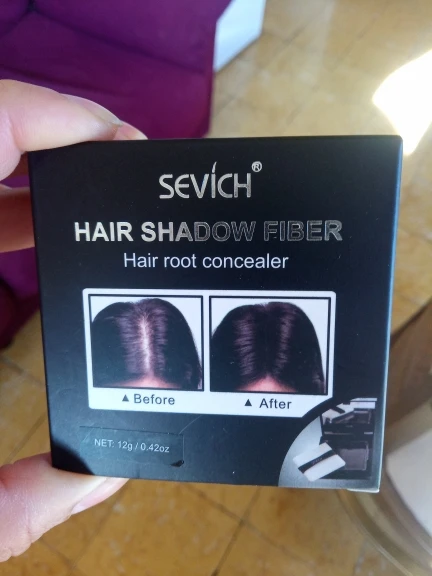 SEVICH®
HAIR SHADOW FIBER
Hair root concealer
▲ Before
▲ After
NET: 12g / 0.42oz